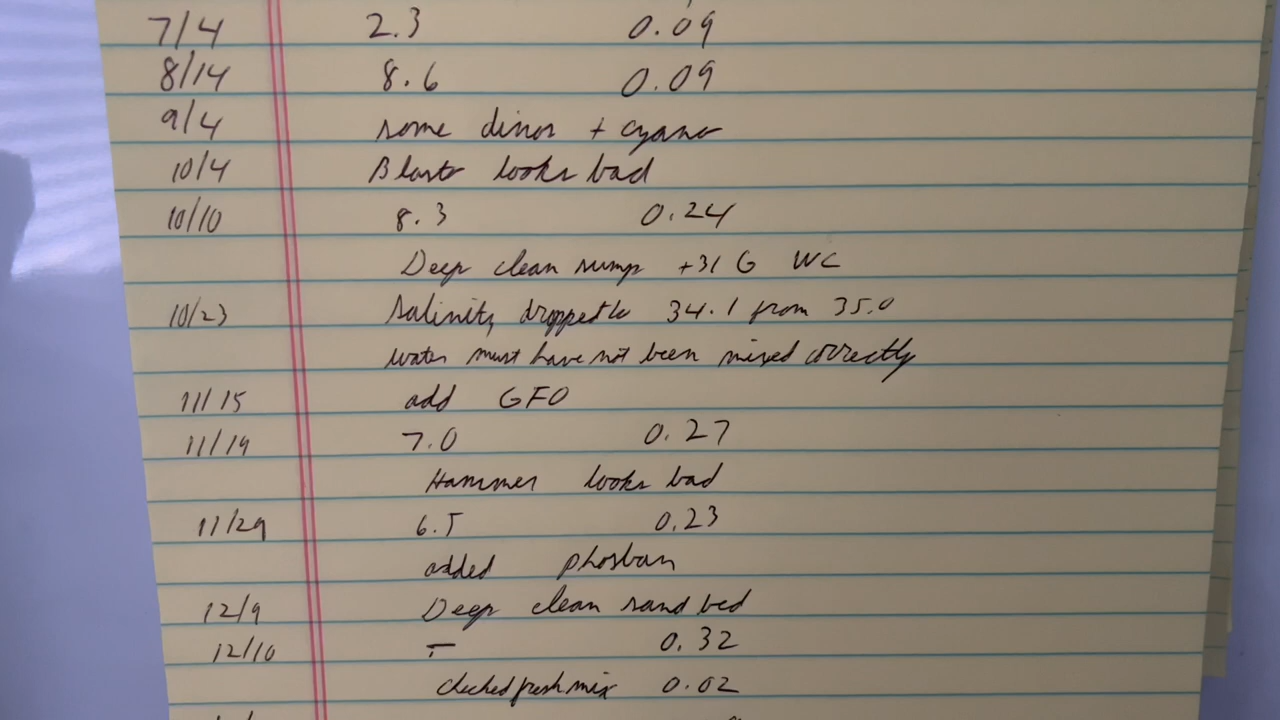 7/4 2.3 0.09
8/14 8.6 0.09
9/4 some dinos + cyano
10/4 Blasto looks bad
10/10 8.3 0.24
Deep clean sump +31 G WC
10/23 Salinity dropped to 34.1 from 35.0
water must have not been mixed correctly
11/15 add GFO
11/19 7.0 0.27
Hammer looks bad
11/29 6.5 0.23
added phosban
12/9 Deep clean sand bed
12/10 - 0.32
checked fresh mix 0.02